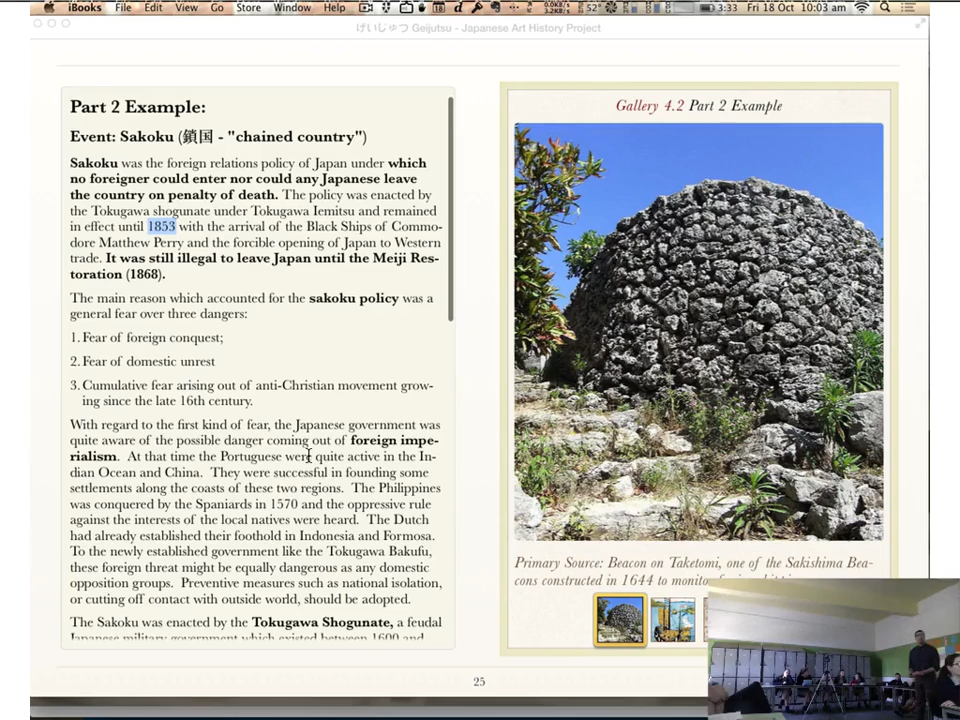 iBooks File Edit View Go Store Window Help 18 0.0KB/s 3.2KB/s 52° 3:33 Fri 18 Oct 10:03 am
げいじゅつ Geijutsu - Japanese Art History Project
Part 2 Example:
Event: Sakoku (鎖国 - "chained country")
Sakoku was the foreign relations policy of Japan under which
no foreigner could enter nor could any Japanese leave
the country on penalty of death. The policy was enacted by
the Tokugawa shogunate under Tokugawa Iemitsu and remained
in effect until 1853 with the arrival of the Black Ships of Commo-
dore Matthew Perry and the forcible opening of Japan to Western
trade. It was still illegal to leave Japan until the Meiji Res-
toration (1868).
The main reason which accounted for the sakoku policy was a
general fear over three dangers:
1. Fear of foreign conquest;
2. Fear of domestic unrest
3. Cumulative fear arising out of anti-Christian movement grow-
ing since the late 16th century.
With regard to the first kind of fear, the Japanese government was
quite aware of the possible danger coming out of foreign impe-
rialism. At that time the Portuguese were quite active in the In-
dian Ocean and China. They were successful in founding some
settlements along the coasts of these two regions. The Philippines
was conquered by the Spaniards in 1570 and the oppressive rule
against the interests of the local natives were heard. The Dutch
had already established their foothold in Indonesia and Formosa.
To the newly established government like the Tokugawa Bakufu,
these foreign threat might be equally dangerous as any domestic
opposition groups. Preventive measures such as national isolation,
or cutting off contact with outside world, should be adopted.
The Sakoku was enacted by the Tokugawa Shogunate, a feudal
Japanese military government which existed between 1600 and
Gallery 4.2 Part 2 Example
Primary Source: Beacon on Taketomi, one of the Sakishima Bea-
cons constructed in 1644 to monitor
25